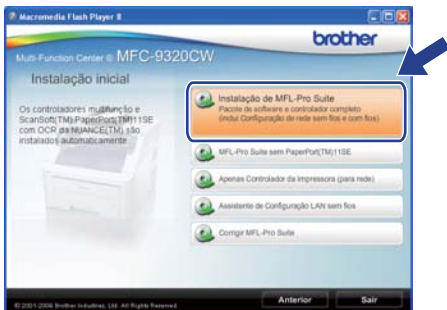 Macromedia Flash Player 8
brother
Multi-Function Center ® MFC-9320CW
Instalação inicial
Os controladores multifunção e
ScanSoft(TM) PaperPort(TM)11SE
com OCR da NUANCE(TM) são
instalados automaticamente
Instalação de MFL-Pro Suite
Pacote de software e controlador completo
(inclui Configuração de rede sem fios e com fios)
MFL-Pro Suite sem PaperPort(TM)11SE
Apenas Controlador da Impressora (para rede)
Assistente de Configuração LAN sem fios
Corrigir MFL-Pro Suite
© 2001-2008 Brother Industries, Ltd. All Rights Reserved
Anterior
Sair